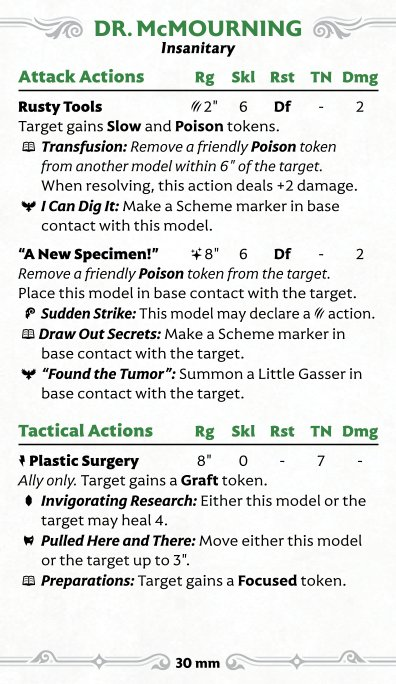 DR. McMOURNING
Insanitary
Attack Actions Rg Skl Rst TN Dmg
Rusty Tools 2" 6 Df - 2
Target gains Slow and Poison tokens.
Transfusion: Remove a friendly Poison token
from another model within 6" of the target.
When resolving, this action deals +2 damage.
I Can Dig It: Make a Scheme marker in base
contact with this model.
“A New Specimen!” 8" 6 Df - 2
Remove a friendly Poison token from the target.
Place this model in base contact with the target.
Sudden Strike: This model may declare a action.
Draw Out Secrets: Make a Scheme marker in
base contact with the target.
“Found the Tumor”: Summon a Little Gasser in
base contact with the target.
Tactical Actions Rg Skl Rst TN Dmg
Plastic Surgery 8" 0 - 7 -
Ally only. Target gains a Graft token.
Invigorating Research: Either this model or the
target may heal 4.
Pulled Here and There: Move either this model
or the target up to 3".
Preparations: Target gains a Focused token.
30 mm